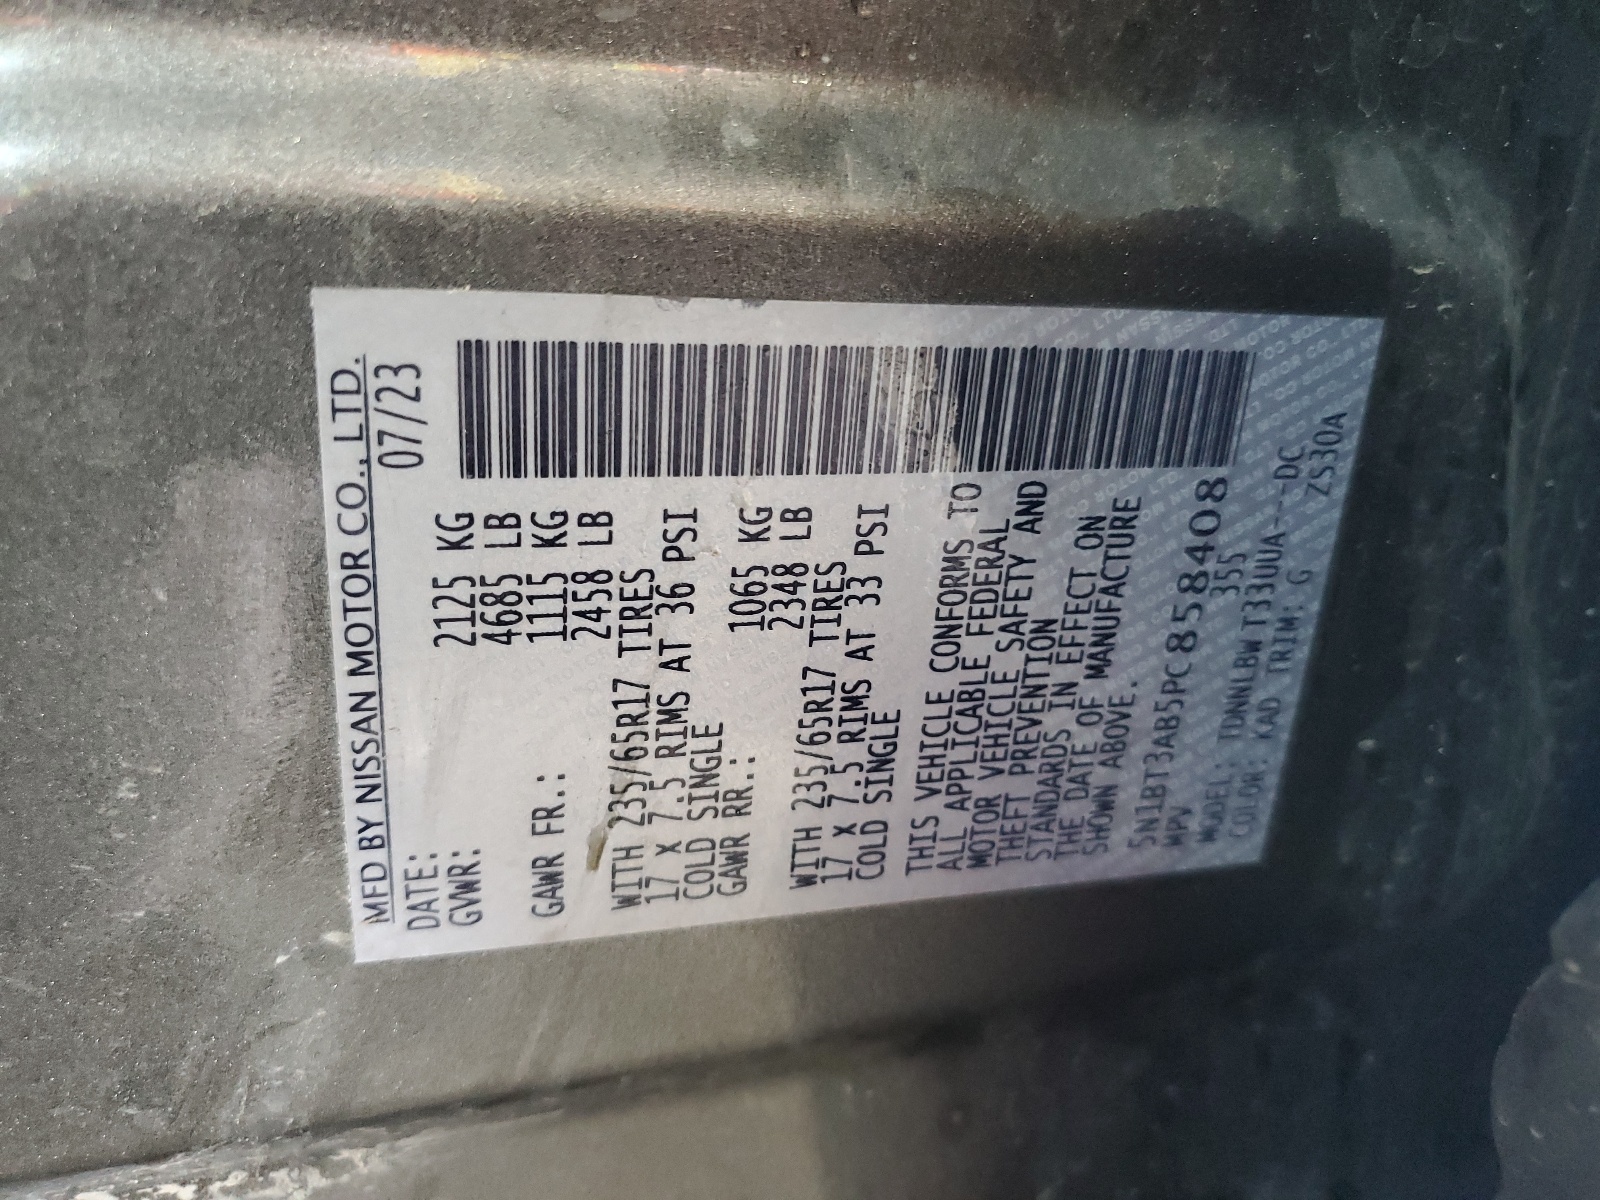 MFD BY NISSAN MOTOR CO., LTD.
DATE: 07/23
GVWR: 2125 KG
4685 LB
GAWR FR.: 1115 KG
2458 LB
WITH 235/65R17 TIRES
17 X 7.5 RIMS AT 36 PSI
COLD SINGLE
GAWR RR.: 1065 KG
2348 LB
WITH 235/65R17 TIRES
17 X 7.5 RIMS AT 33 PSI
COLD SINGLE
THIS VEHICLE CONFORMS TO
ALL APPLICABLE FEDERAL
MOTOR VEHICLE SAFETY AND
THEFT PREVENTION
STANDARDS IN EFFECT ON
THE DATE OF MANUFACTURE
SHOWN ABOVE.
5N1BT3AB5PC858408
MPV 355
MODEL: TDNNLBW T33UUA---DC
COLOR: KAD TRIM: G ZS30A